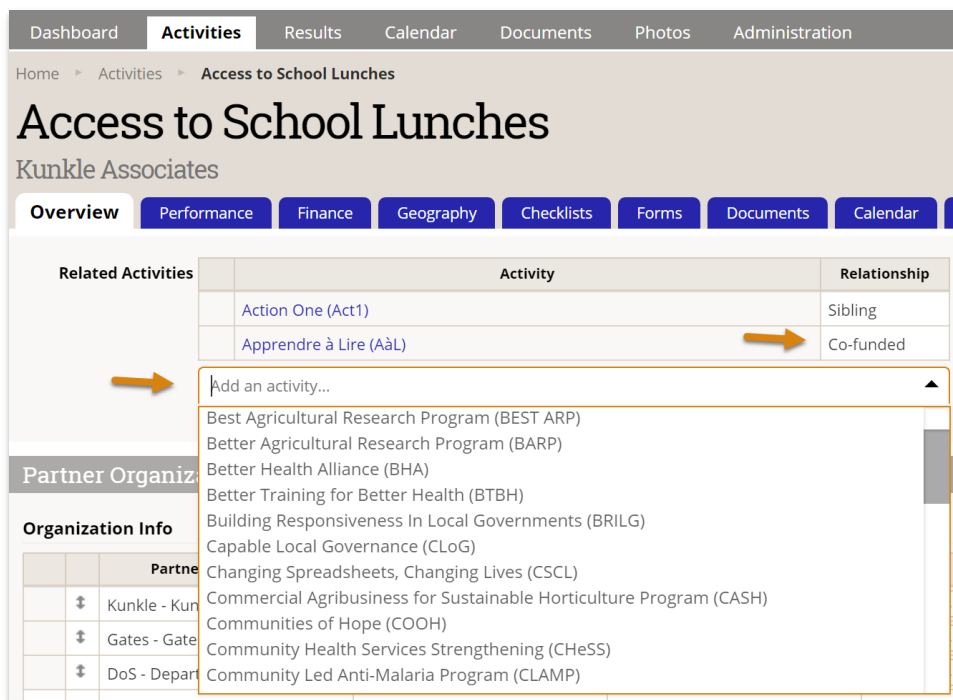 Dashboard Activities Results Calendar Documents Photos Administration
Home Activities Access to School Lunches
Access to School Lunches
Kunkle Associates
Overview Performance Finance Geography Checklists Forms Documents Calendar
Related Activities Activity Relationship
Action One (Act1) Sibling
Apprendre à Lire (AàL) Co-funded
Add an activity...
Best Agricultural Research Program (BEST ARP)
Better Agricultural Research Program (BARP)
Better Health Alliance (BHA)
Better Training for Better Health (BTBH)
Building Responsiveness In Local Governments (BRILG)
Capable Local Governance (CLoG)
Changing Spreadsheets, Changing Lives (CSCL)
Commercial Agribusiness for Sustainable Horticulture Program (CASH)
Communities of Hope (COOH)
Community Health Services Strengthening (CHeSS)
Community Led Anti-Malaria Program (CLAMP)
Partner Organiz
Organization Info
Partne
Kunkle - Kun
Gates - Gate
DoS - Depart